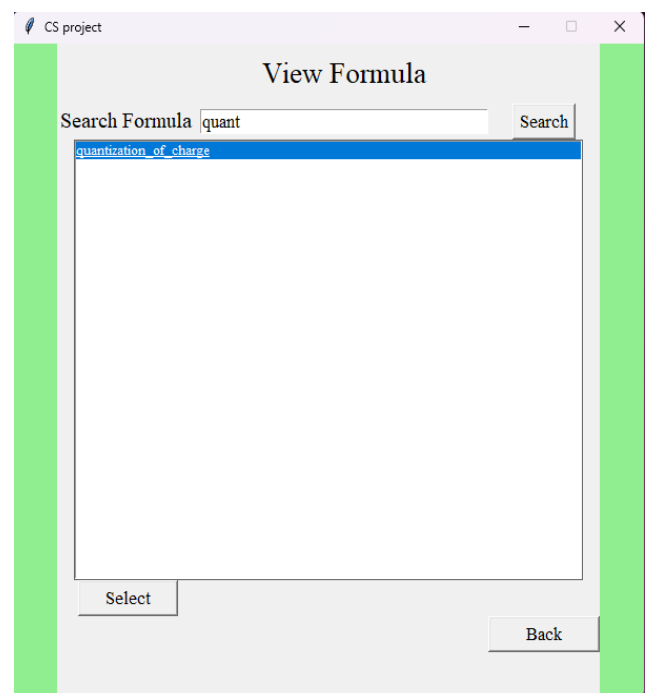 CS project
View Formula
Search Formula quant Search
quantization_of_charge
Select
Back